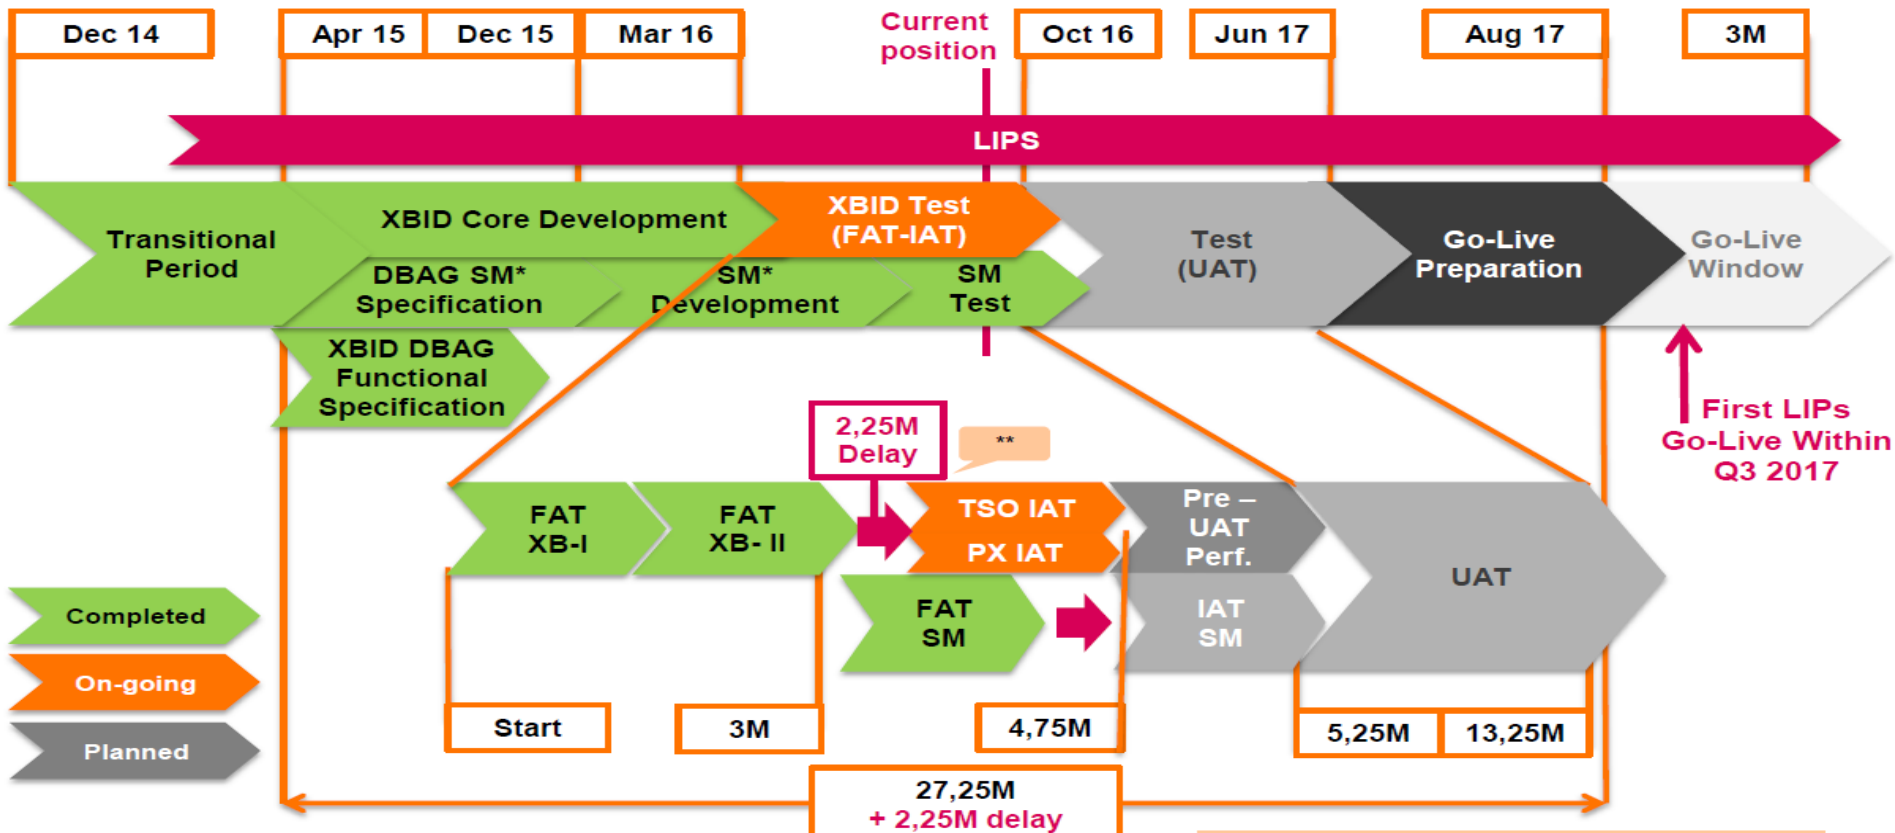 Dec 14
Apr 15
Dec 15
Mar 16
Current
position
Oct 16
Jun 17
Aug 17
3M
LIPS
Transitional
Period
XBID Core Development
XBID Test
(FAT-IAT)
DBAG SM*
Specification
SM*
Development
SM
Test
Test
(UAT)
Go-Live
Preparation
Go-Live
Window
XBID DBAG
Functional
Specification
First LIPs
Go-Live Within
Q3 2017
2,25M
Delay
**
FAT
XB-I
FAT
XB- II
TSO IAT
PX IAT
Pre –
UAT
Perf.
UAT
FAT
SM
IAT
SM
Completed
On-going
Planned
Start
3M
4,75M
5,25M
13,25M
27,25M
+ 2,25M delay